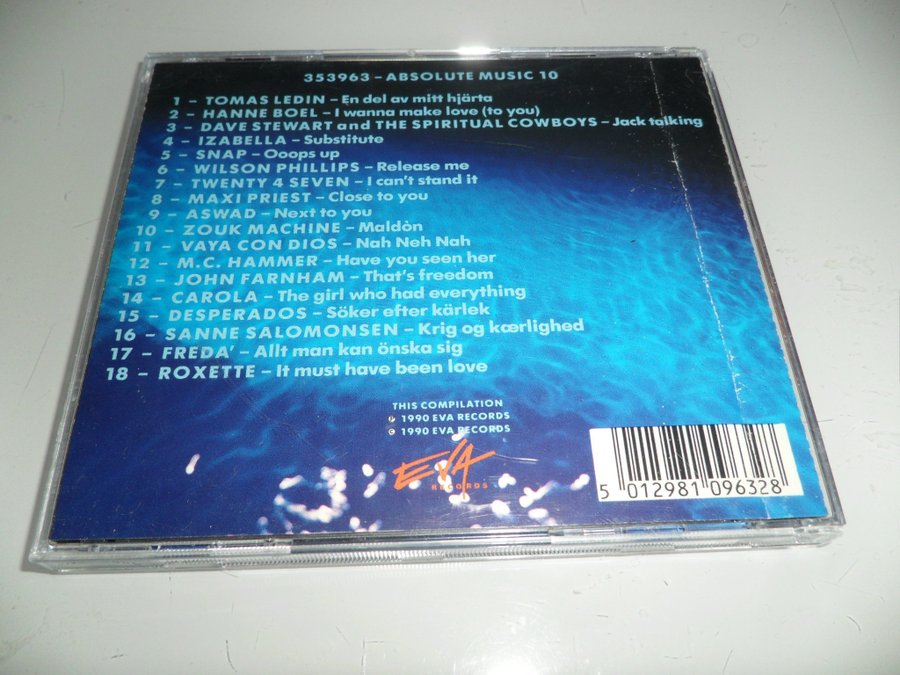 353963 – ABSOLUTE MUSIC 10
1 – TOMAS LEDIN – En del av mitt hjärta
2 – HANNE BOEL – I wanna make love (to you)
3 – DAVE STEWART and THE SPIRITUAL COWBOYS – Jack talking
4 – IZABELLA – Substitute
5 – SNAP – Ooops up
6 – WILSON PHILLIPS – Release me
7 – TWENTY 4 SEVEN – I can't stand it
8 – MAXI PRIEST – Close to you
9 – ASWAD – Next to you
10 – ZOUK MACHINE – Maldòn
11 – VAYA CON DIOS – Nah Neh Nah
12 – M.C. HAMMER – Have you seen her
13 – JOHN FARNHAM – That's freedom
14 – CAROLA – The girl who had everything
15 – DESPERADOS – Söker efter kärlek
16 – SANNE SALOMONSEN – Krig og kærlighed
17 – FREDA' – Allt man kan önska sig
18 – ROXETTE – It must have been love
THIS COMPILATION
℗ 1990 EVA RECORDS
© 1990 EVA RECORDS
EVA
RECORDS
5 012981 096328